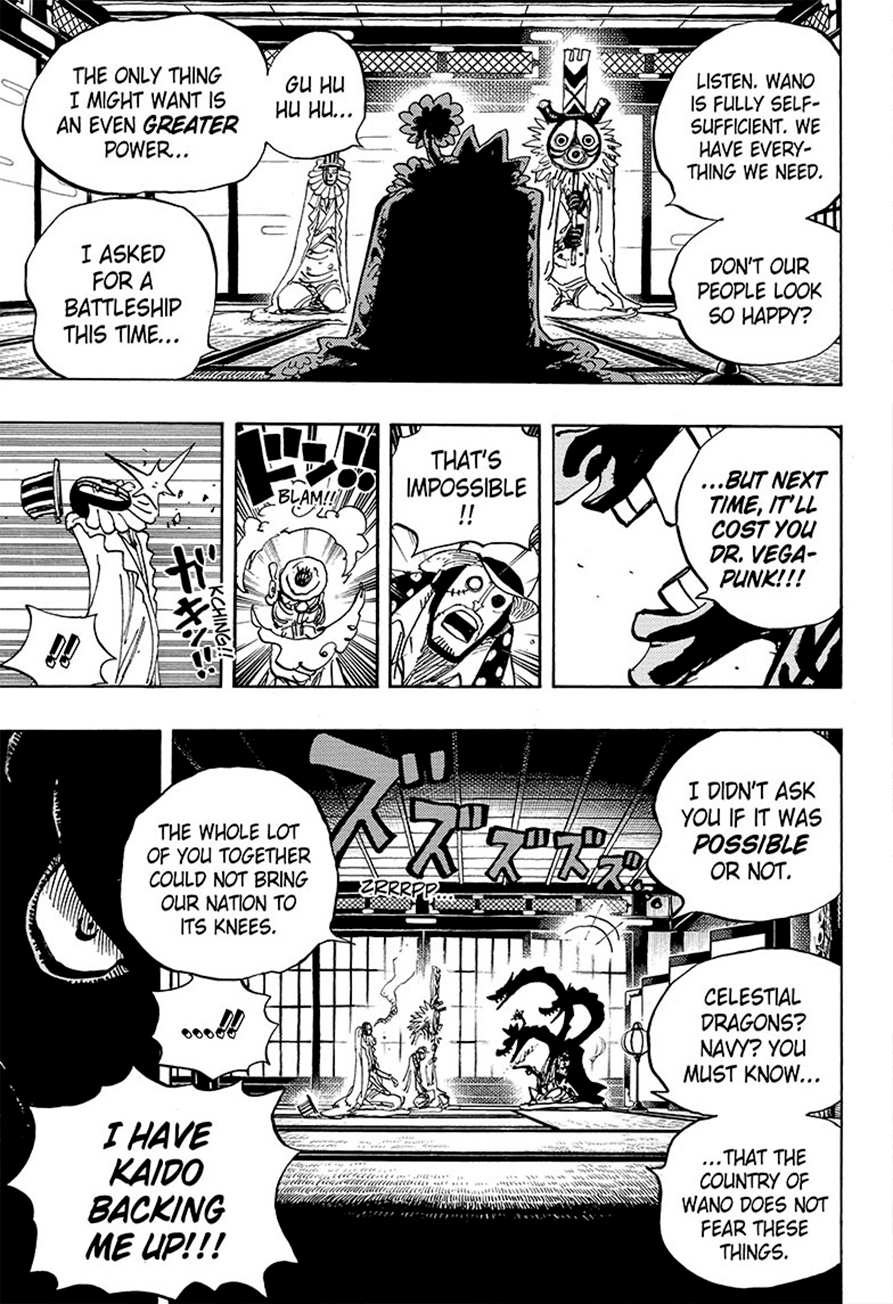 LISTEN. WANO
IS FULLY SELF-
SUFFICIENT. WE
HAVE EVERY-
THING WE NEED.
DON'T OUR
PEOPLE LOOK
SO HAPPY?
GU HU
HU HU...
THE ONLY THING
I MIGHT WANT IS
AN EVEN GREATER
POWER...
I ASKED
FOR A
BATTLESHIP
THIS TIME...
...BUT NEXT
TIME, IT'LL
COST YOU
DR. VEGA-
PUNK!!!
THAT'S
IMPOSSIBLE
!!
ドン!!
BLAM!!
ガキン!!!
KCHING!!
!!
I DIDN'T ASK
YOU IF IT WAS
POSSIBLE
OR NOT.
CELESTIAL
DRAGONS?
NAVY? YOU
MUST KNOW...
...THAT THE
COUNTRY OF
WANO DOES NOT
FEAR THESE
THINGS.
ズズズズズ...
ZRRRPP...
THE WHOLE LOT
OF YOU TOGETHER
COULD NOT BRING
OUR NATION TO
ITS KNEES.
....!!
I HAVE
KAIDO
BACKING
ME UP!!!